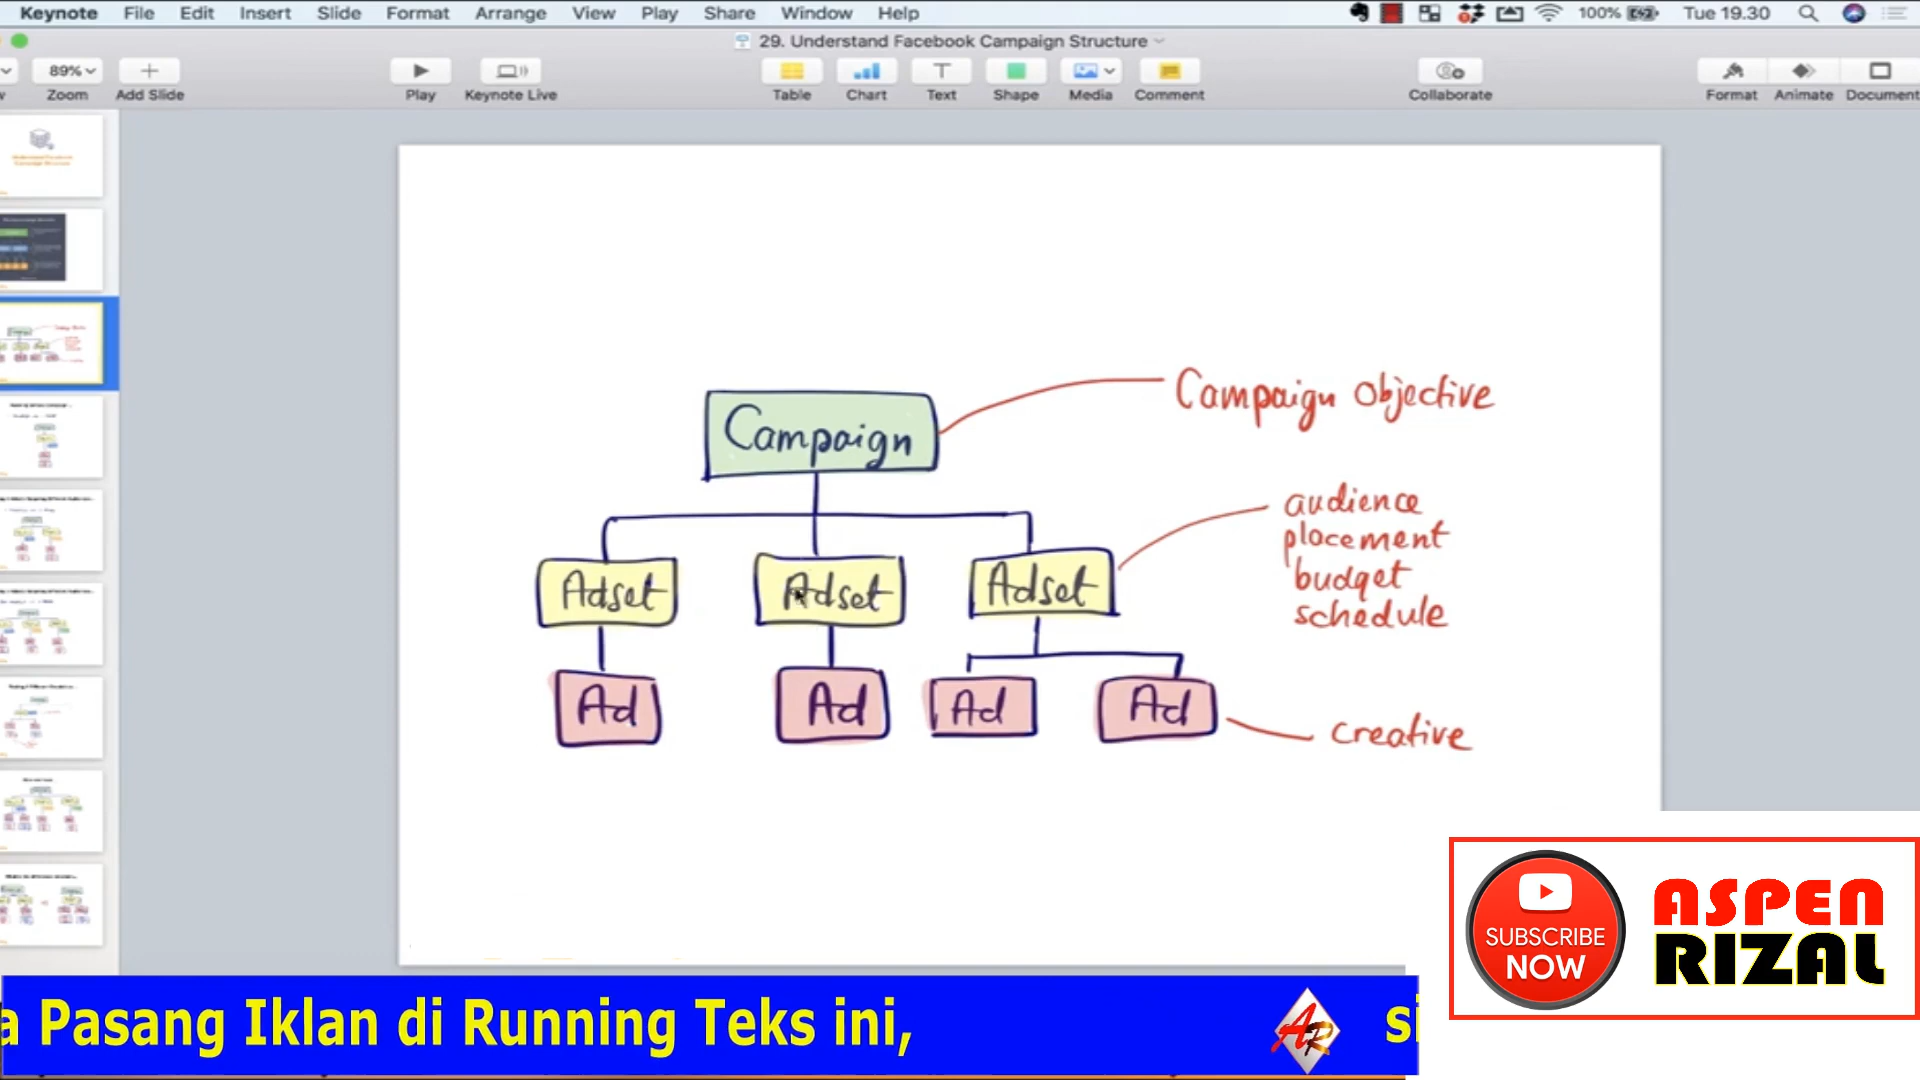 Keynote File Edit Insert Slide Format Arrange View Play Share Window Help 100% Tue 19.30
29. Understand Facebook Campaign Structure
89%
Zoom Add Slide Play Keynote Live Table Chart Text Shape Media Comment Collaborate Format Animate Document
Campaign
Campaign Objective
Adset Adset Adset
audience
placement
budget
schedule
Ad Ad Ad Ad
creative
SUBSCRIBE
NOW
ASPEN
RIZAL
a Pasang Iklan di Running Teks ini,
AR